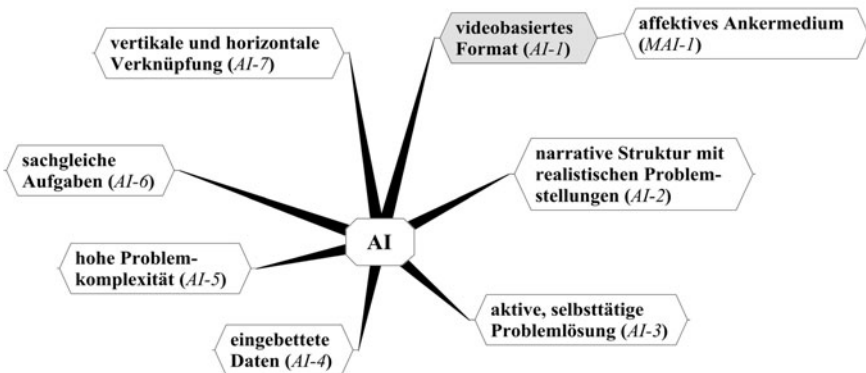 videobasiertes
Format (AI-1)
affektives Ankermedium
(MAI-1)
vertikale und horizontale
Verknüpfung (AI-7)
narrative Struktur mit
realistischen Problem-
stellungen (AI-2)
sachgleiche
Aufgaben (AI-6)
AI
hohe Problem-
komplexität (AI-5)
aktive, selbsttätige
Problemlösung (AI-3)
eingebettete
Daten (AI-4)